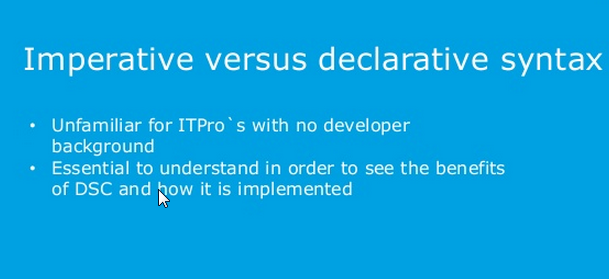 Imperative versus declarative syntax
• Unfamiliar for ITPro`s with no developer
background
• Essential to understand in order to see the benefits
of DSC and how it is implemented